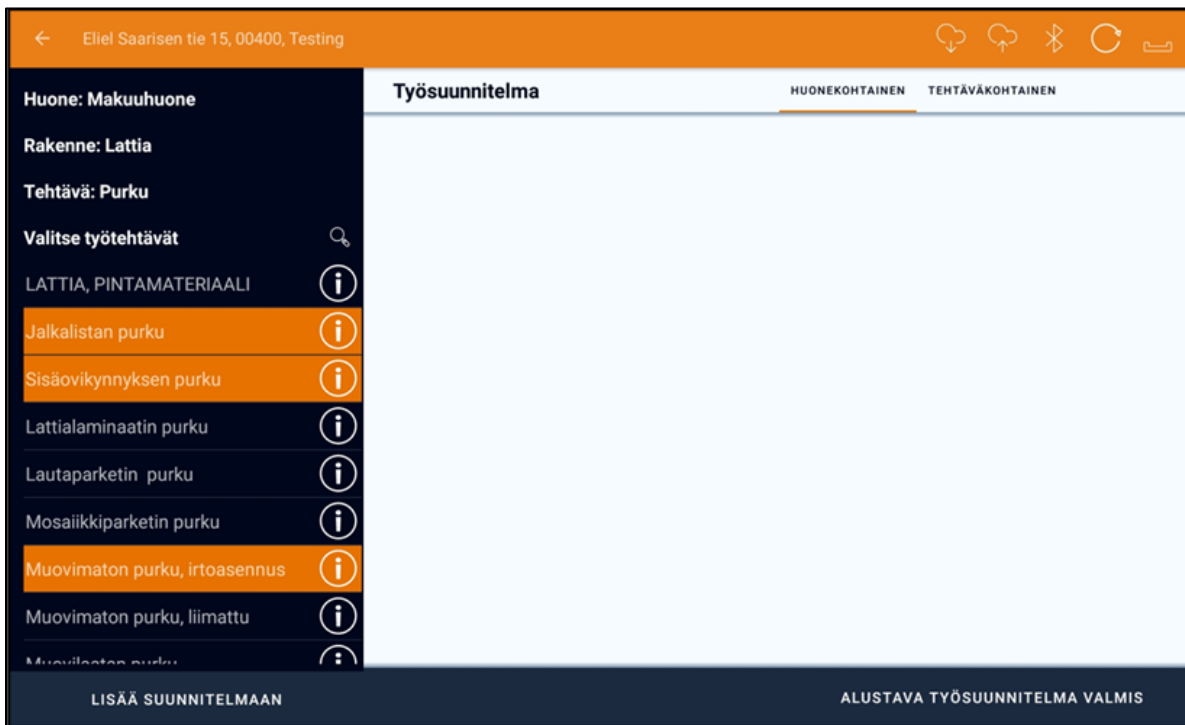 Eliel Saarisen tie 15, 00400, Testing
Huone: Makuuhuone
Rakenne: Lattia
Tehtävä: Purku
Valitse työtehtävät
LATTIA, PINTAMATERIAALI
Jalkalistan purku
Sisäovikynnyksen purku
Lattialaminaatin purku
Lautaparketin purku
Mosaiikkiparketin purku
Muovimaton purku, irtoasennus
Muovimaton purku, liimattu
Muovilaatan purku
LISÄÄ SUUNNITELMAAN
Työsuunnitelma
HUONEKOHTAINEN
TEHTÄVÄKOHTAINEN
ALUSTAVA TYÖSUUNNITELMA VALMIS